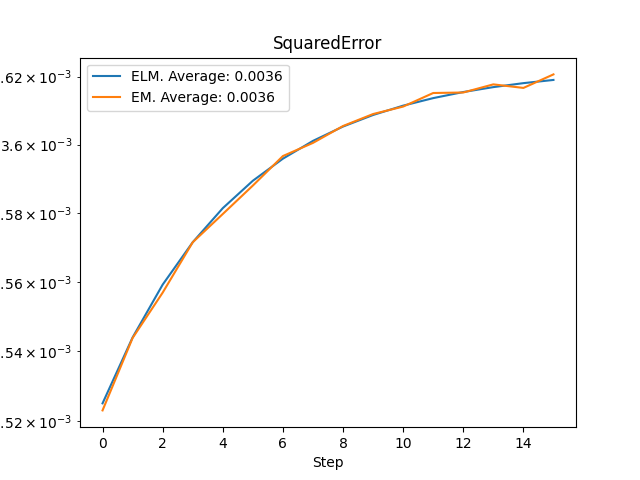 SquaredError
ELM. Average: 0.0036
EM. Average: 0.0036
.62 × 10⁻³
3.6 × 10⁻³
.58 × 10⁻³
.56 × 10⁻³
.54 × 10⁻³
.52 × 10⁻³
0 2 4 6 8 10 12 14
Step